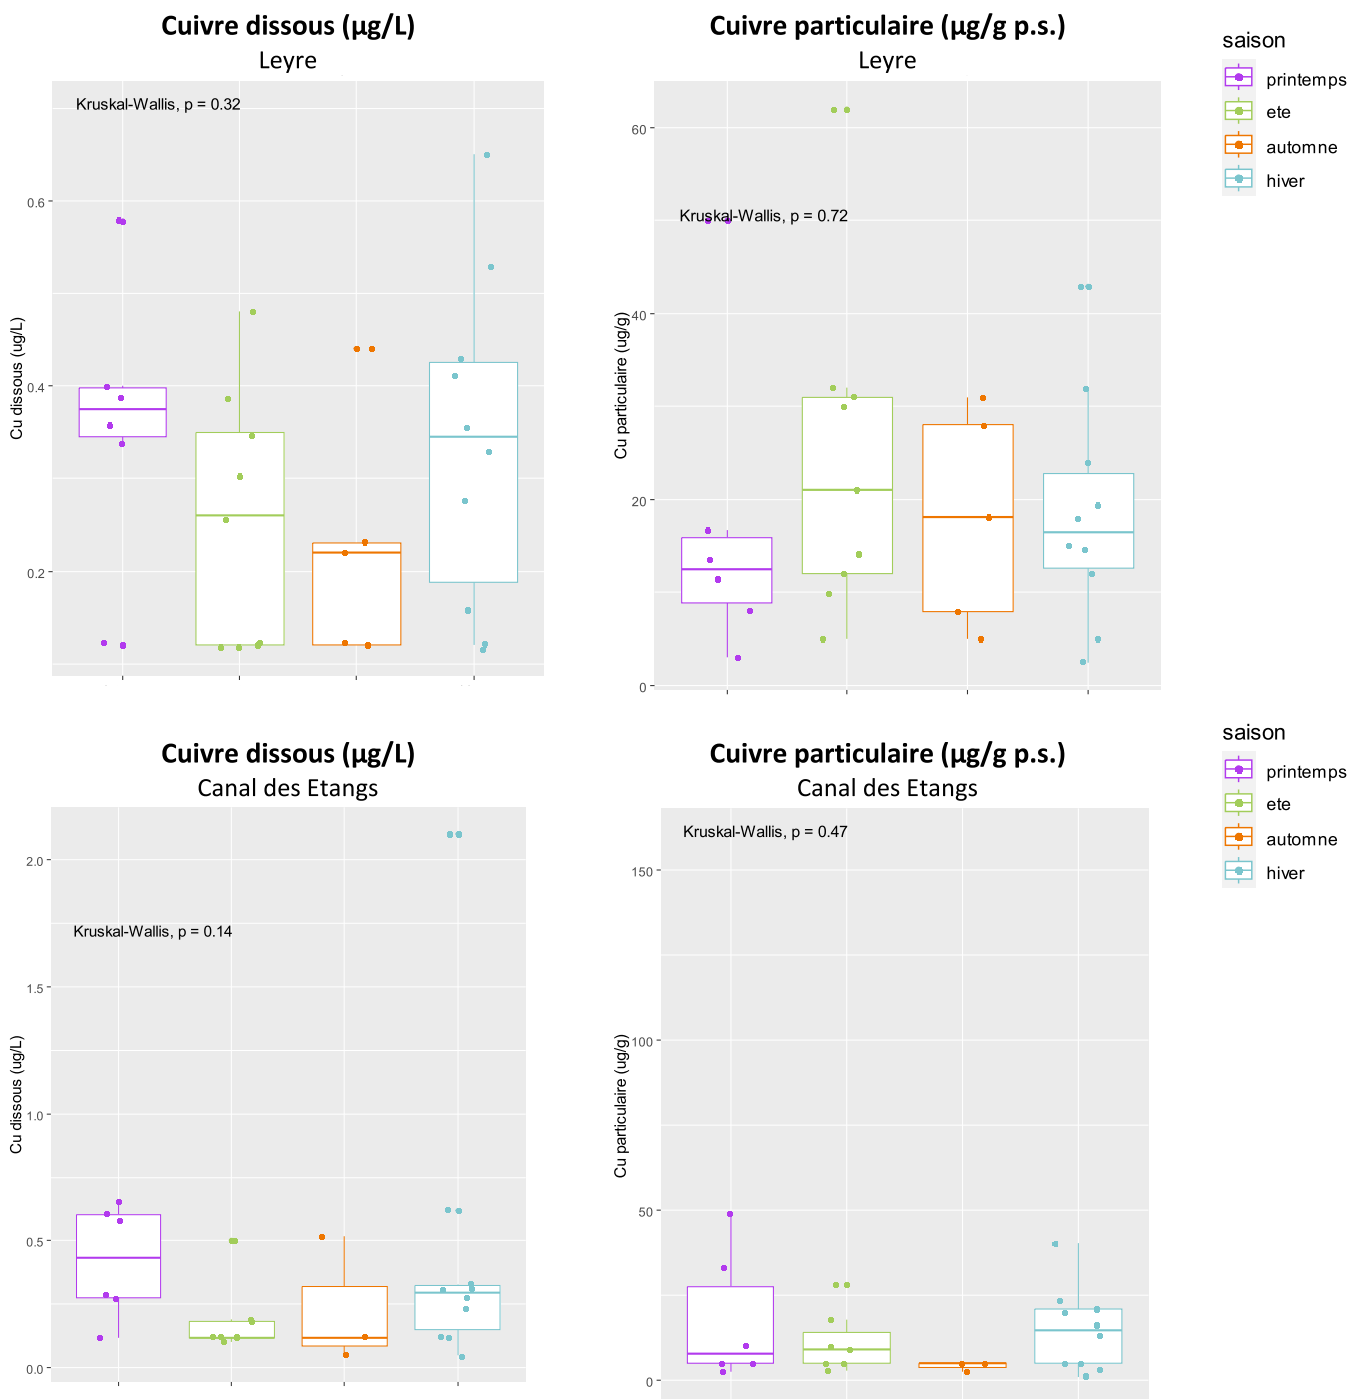 Cuivre dissous (µg/L)
Leyre
Kruskal-Wallis, p = 0.32
Cu dissous (ug/L)
0.6
0.4
0.2
Cuivre particulaire (µg/g p.s.)
Leyre
Kruskal-Wallis, p = 0.72
Cu particulaire (ug/g)
60
40
20
0
saison
printemps
ete
automne
hiver
Cuivre dissous (µg/L)
Canal des Etangs
Kruskal-Wallis, p = 0.14
Cu dissous (ug/L)
2.0
1.5
1.0
0.5
0.0
Cuivre particulaire (µg/g p.s.)
Canal des Etangs
Kruskal-Wallis, p = 0.47
Cu particulaire (ug/g)
150
100
50
0
saison
printemps
ete
automne
hiver